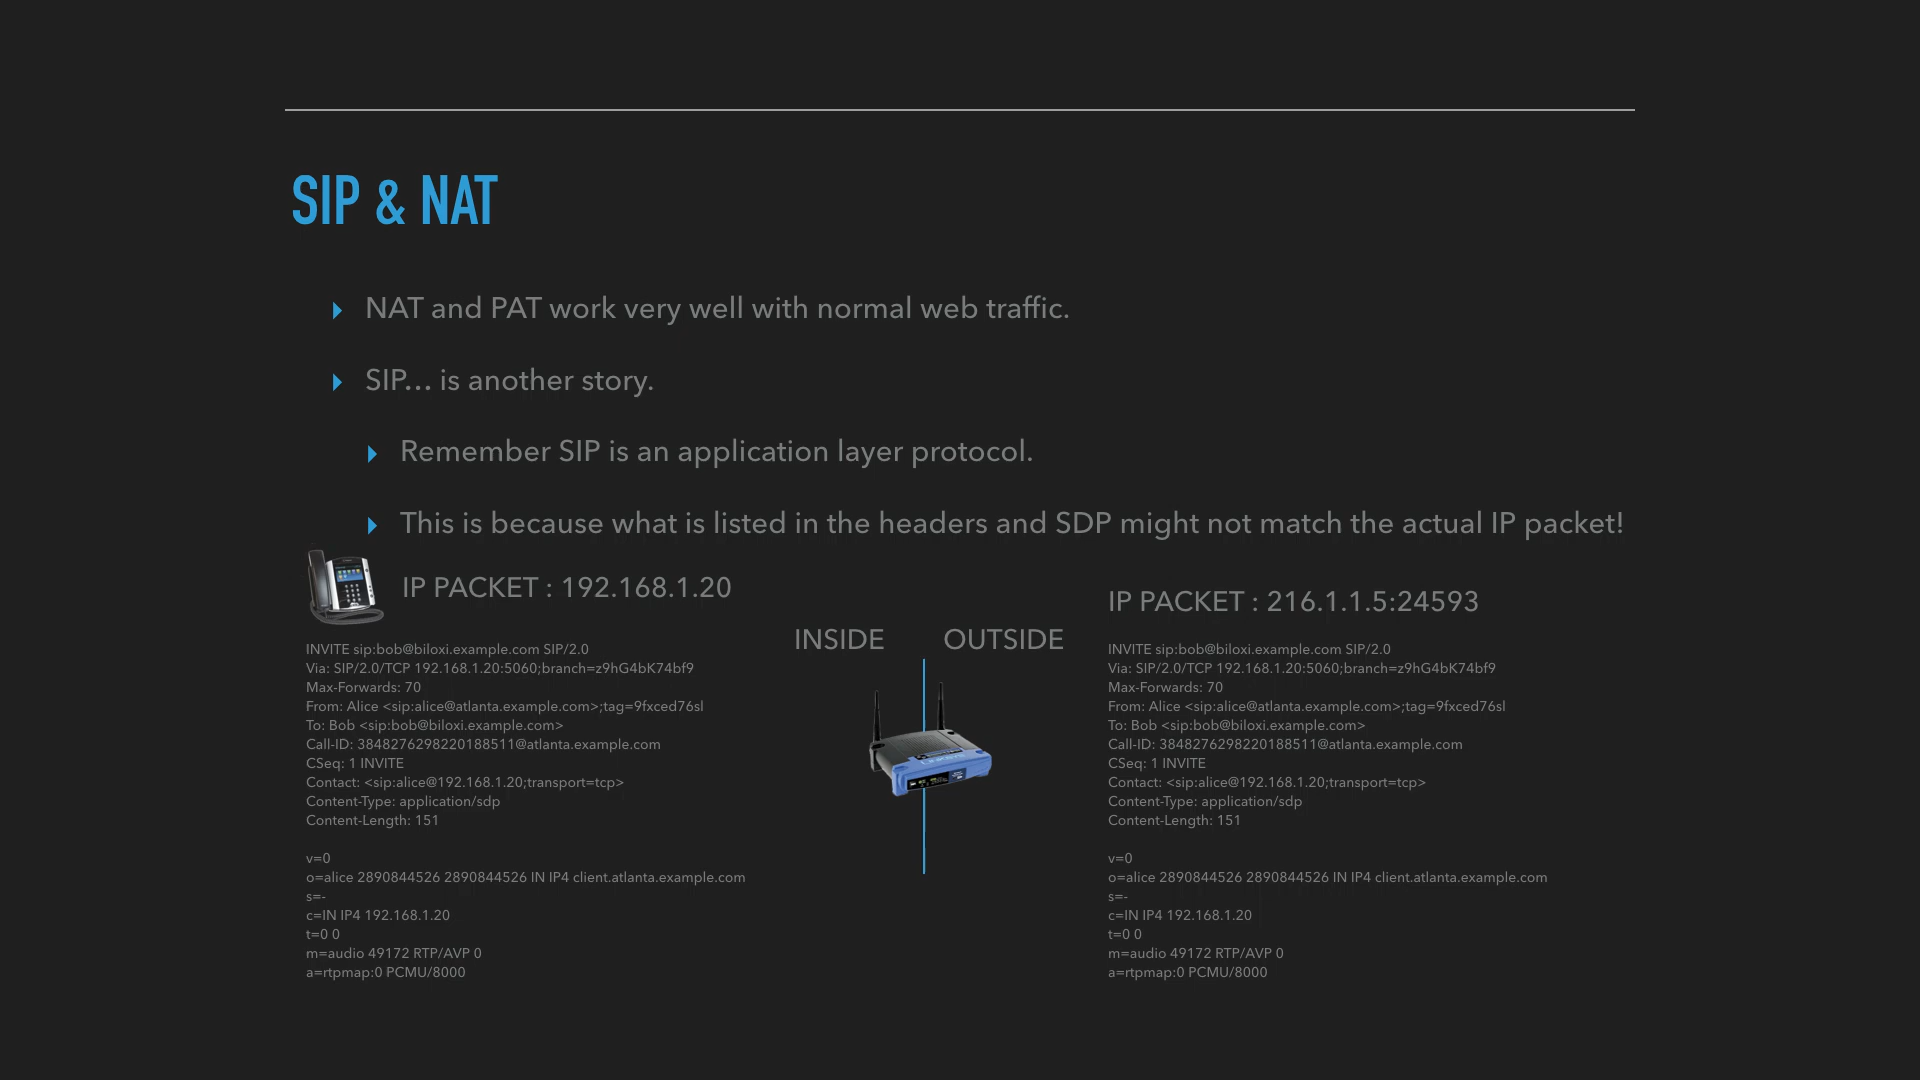 SIP & NAT
NAT and PAT work very well with normal web traffic.
SIP… is another story.
Remember SIP is an application layer protocol.
This is because what is listed in the headers and SDP might not match the actual IP packet!
IP PACKET : 192.168.1.20
INVITE sip:bob@biloxi.example.com SIP/2.0
Via: SIP/2.0/TCP 192.168.1.20:5060;branch=z9hG4bK74bf9
Max-Forwards: 70
From: Alice <sip:alice@atlanta.example.com>;tag=9fxced76sl
To: Bob <sip:bob@biloxi.example.com>
Call-ID: 3848276298220188511@atlanta.example.com
CSeq: 1 INVITE
Contact: <sip:alice@192.168.1.20;transport=tcp>
Content-Type: application/sdp
Content-Length: 151
v=0
o=alice 2890844526 2890844526 IN IP4 client.atlanta.example.com
s=-
c=IN IP4 192.168.1.20
t=0 0
m=audio 49172 RTP/AVP 0
a=rtpmap:0 PCMU/8000
INSIDE
OUTSIDE
IP PACKET : 216.1.1.5:24593
INVITE sip:bob@biloxi.example.com SIP/2.0
Via: SIP/2.0/TCP 192.168.1.20:5060;branch=z9hG4bK74bf9
Max-Forwards: 70
From: Alice <sip:alice@atlanta.example.com>;tag=9fxced76sl
To: Bob <sip:bob@biloxi.example.com>
Call-ID: 3848276298220188511@atlanta.example.com
CSeq: 1 INVITE
Contact: <sip:alice@192.168.1.20;transport=tcp>
Content-Type: application/sdp
Content-Length: 151
v=0
o=alice 2890844526 2890844526 IN IP4 client.atlanta.example.com
s=-
c=IN IP4 192.168.1.20
t=0 0
m=audio 49172 RTP/AVP 0
a=rtpmap:0 PCMU/8000